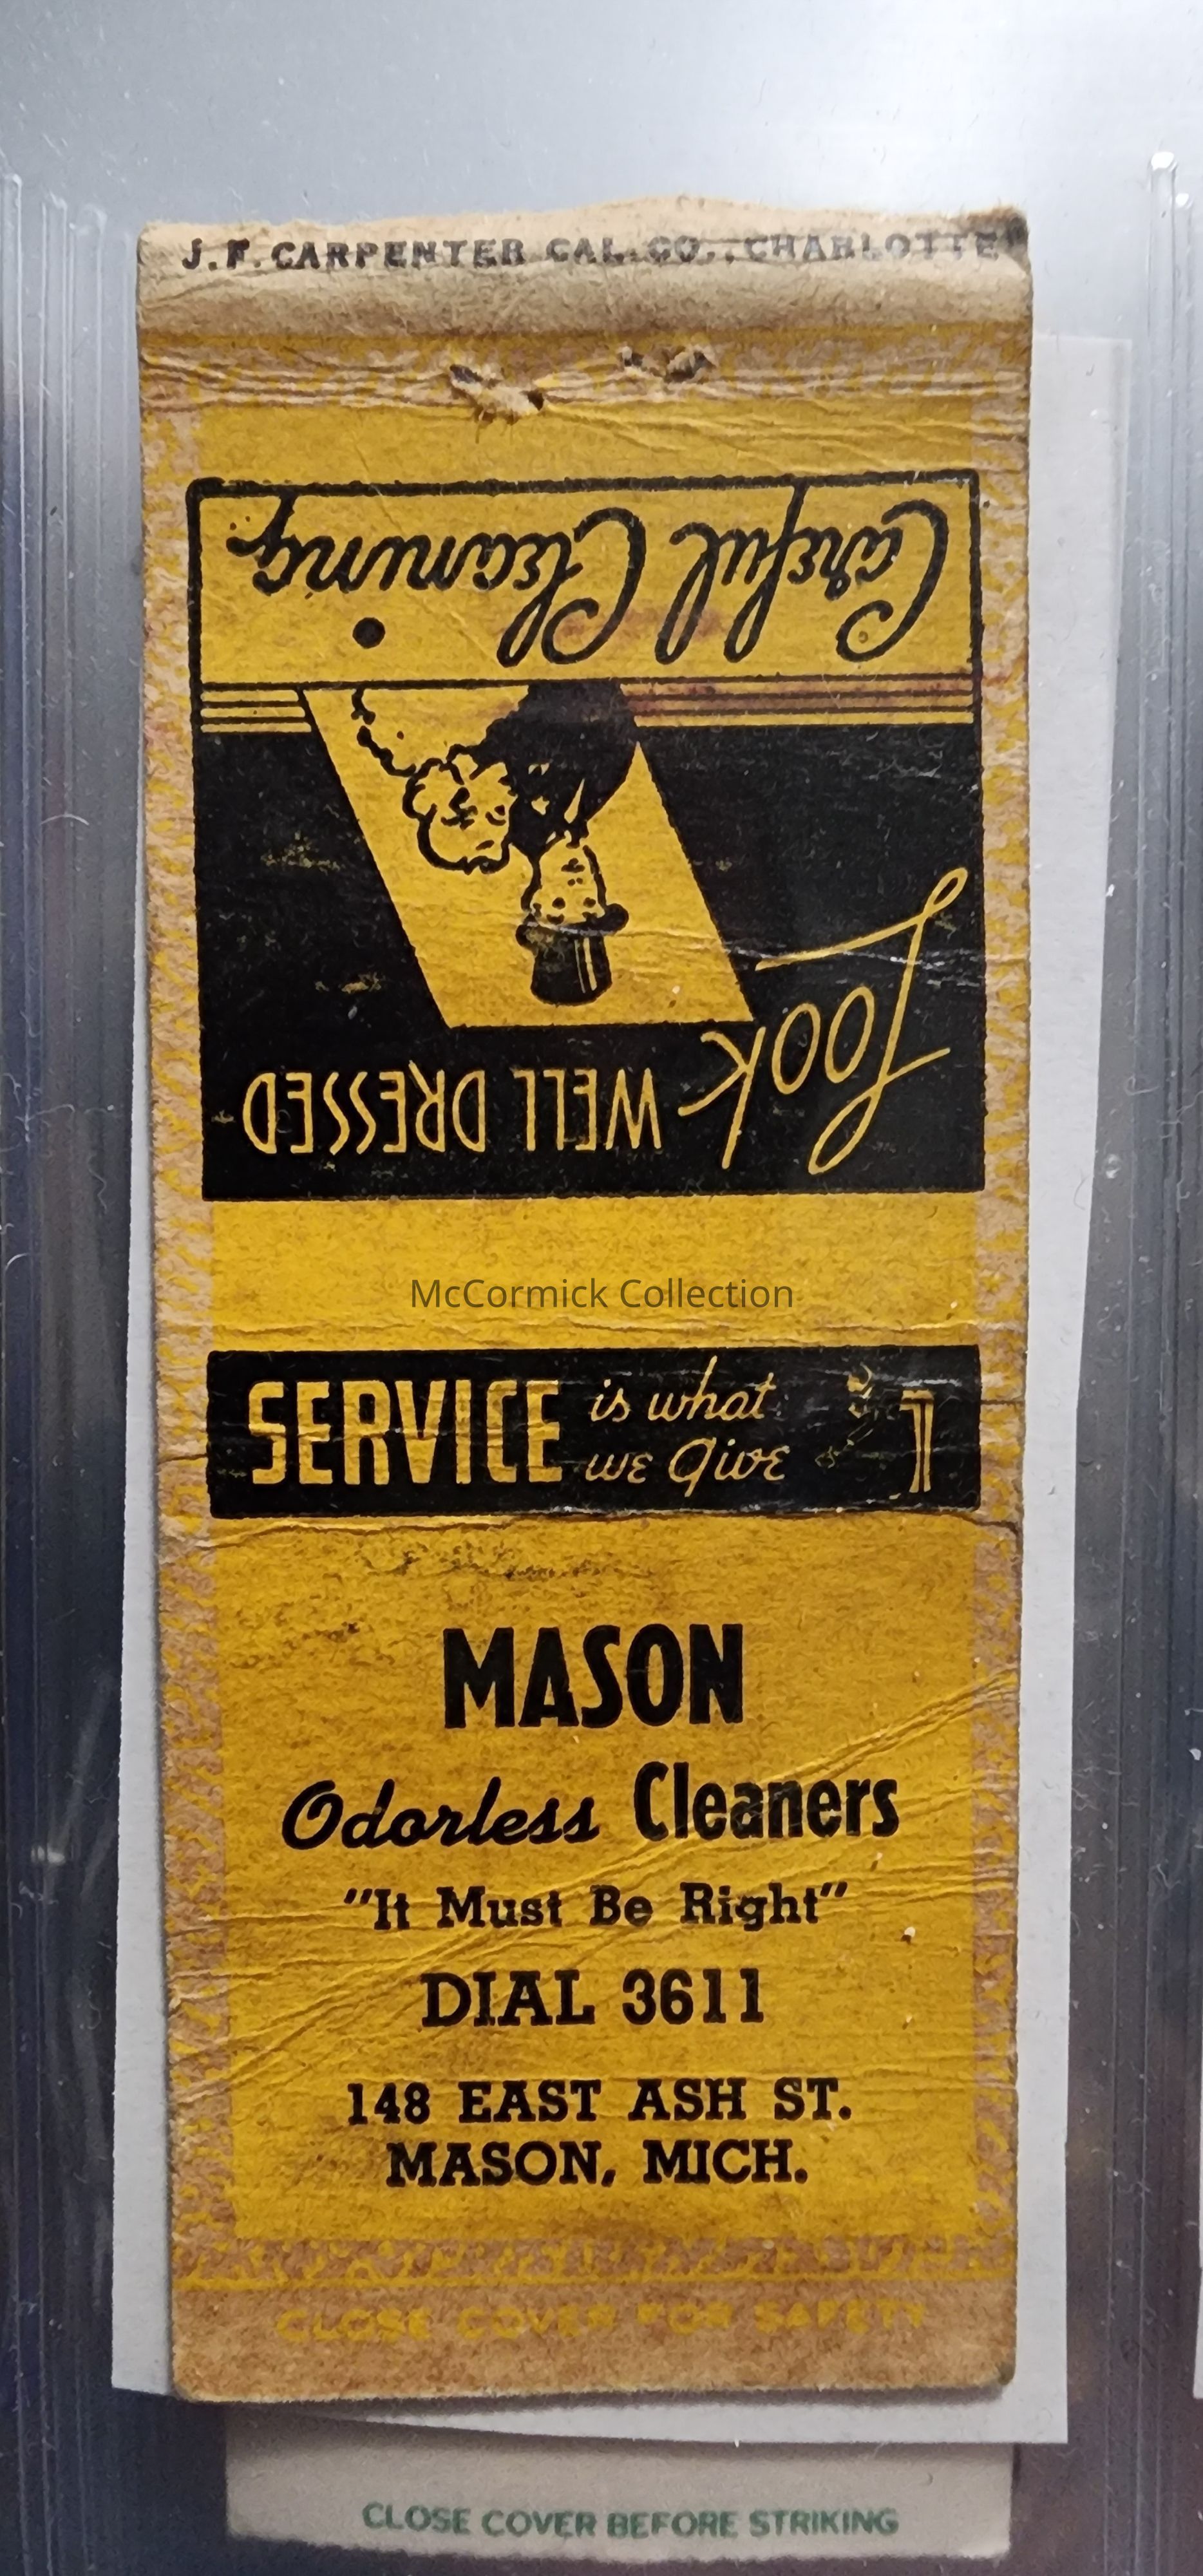 J.F. CARPENTER CAL. CO., CHARLOTTE
Careful Cleaning
Look WELL DRESSED
McCormick Collection
SERVICE is what
we give
MASON
Odorless Cleaners
"It Must Be Right"
DIAL 3611
148 EAST ASH ST.
MASON, MICH.
CLOSE COVER FOR SAFETY
CLOSE COVER BEFORE STRIKING